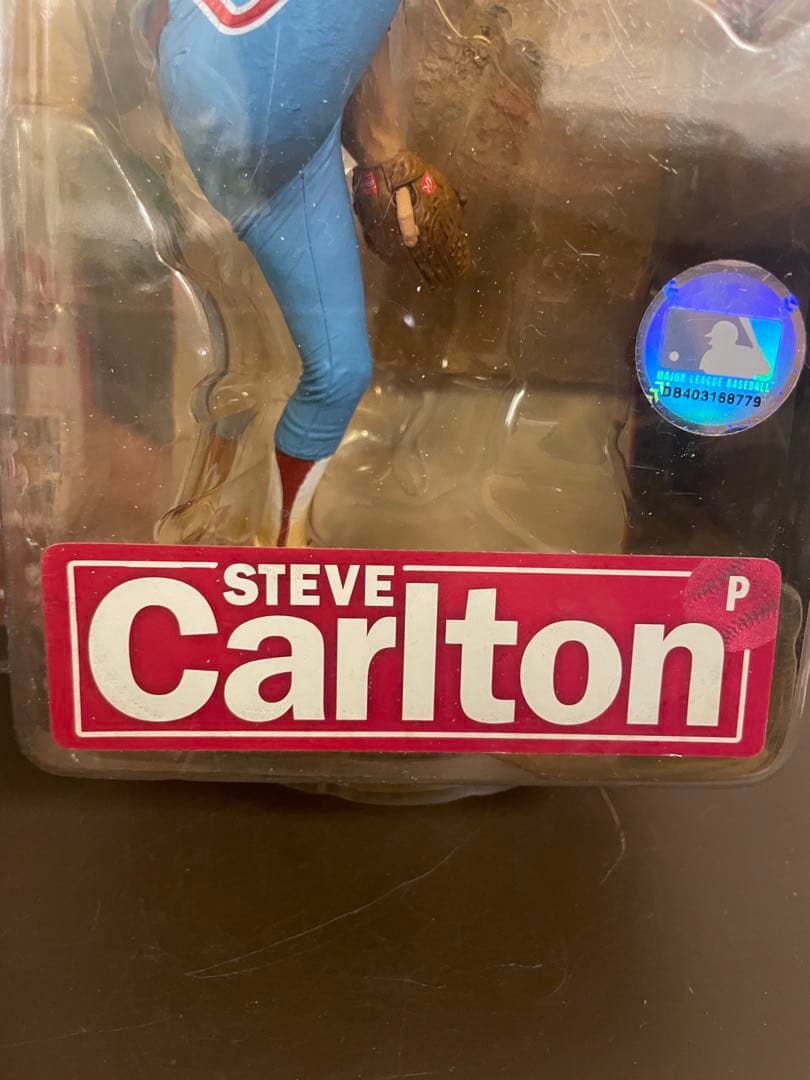 MAJOR LEAGUE BASEBALL
DB403168779
STEVE
P
Carlton